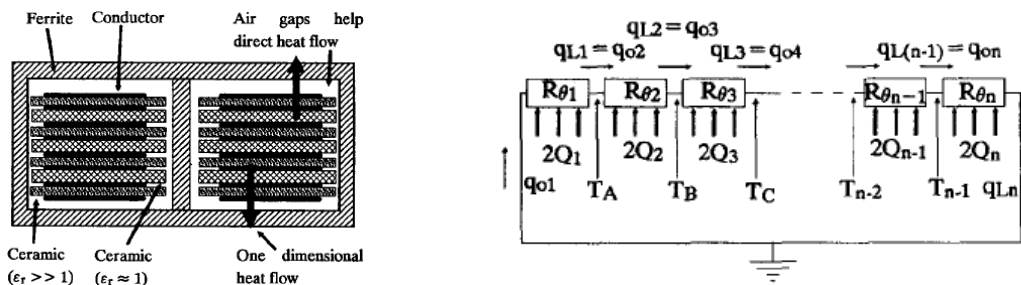 Ferrite Conductor
Air gaps help
direct heat flow
Ceramic
(εr >> 1)
Ceramic
(εr ≈ 1)
One dimensional
heat flow
qL2 = qo3
qL1 = qo2
qL3 = qo4
qL(n-1) = qon
Rθ1
Rθ2
Rθ3
Rθn-1
Rθn
2Q1
2Q2
2Q3
2Qn-1
2Qn
qo1
TA
TB
TC
Tn-2
Tn-1
qLn